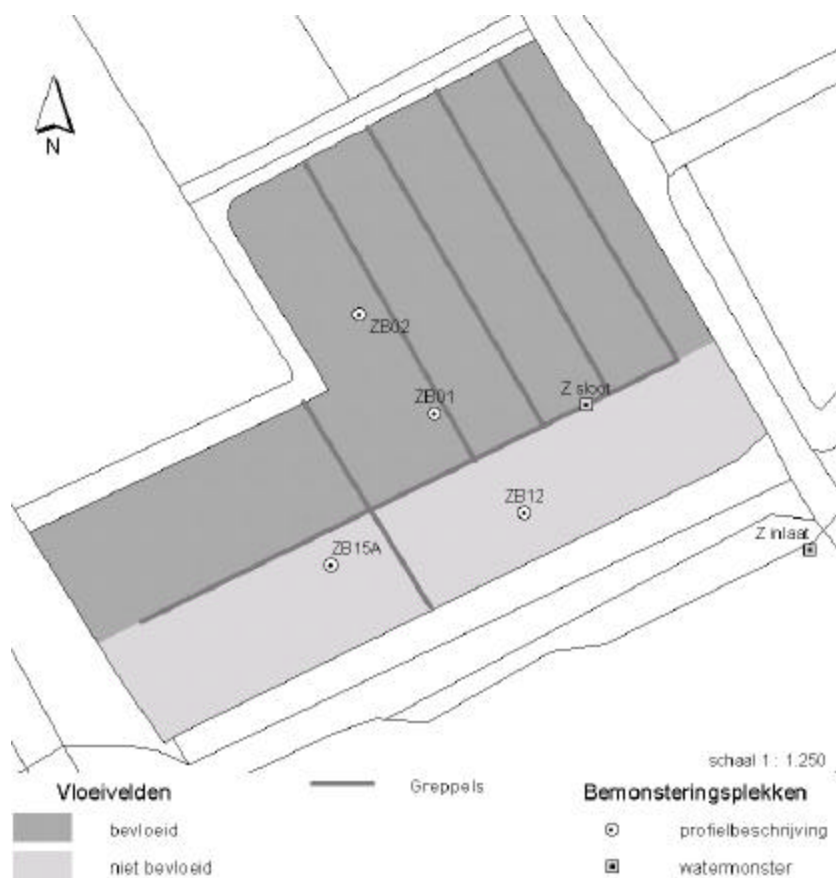 N
ZB02
ZB01
Z sloot
ZB12
ZB15A
Z inlaat
schaal 1 : 1.250
Vloeivelden
Greppels
Bemonsteringsplekken
bevloeid
profielbeschrijving
niet bevloeid
watermonster